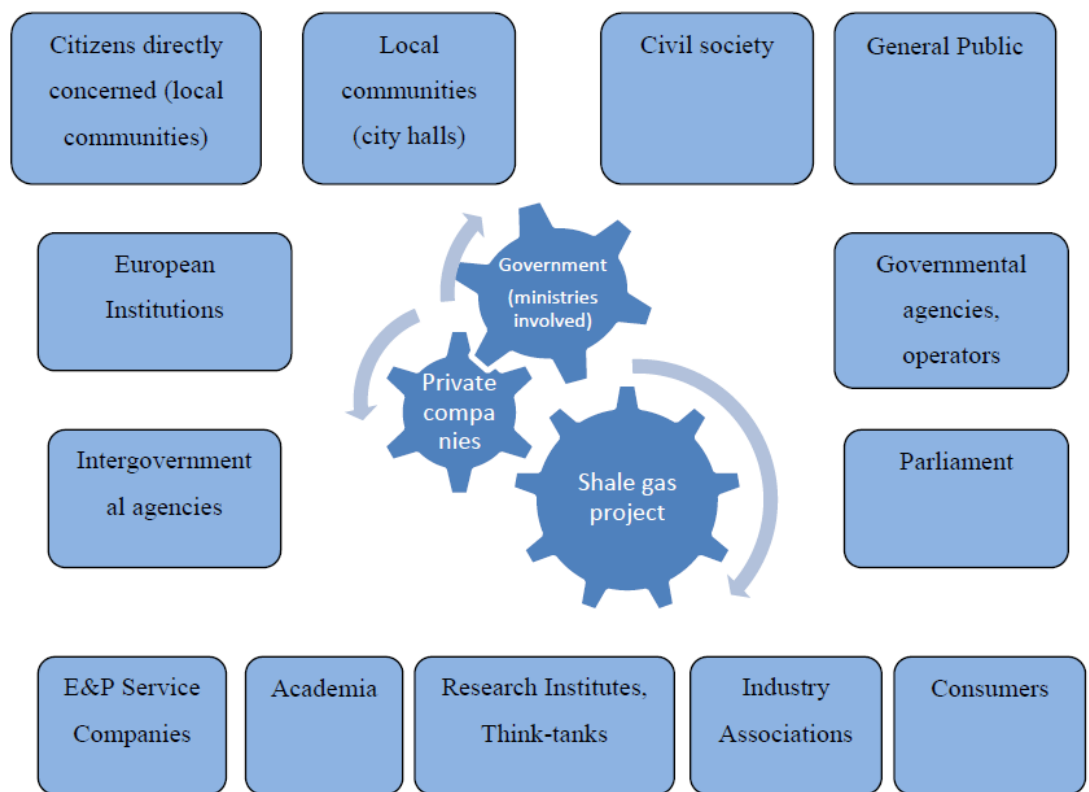 Citizens directly
concerned (local
communities)
Local
communities
(city halls)
Civil society
General Public
European
Institutions
Government
(ministries
involved)
Governmental
agencies,
operators
Private
compa
nies
Intergovernment
al agencies
Shale gas
project
Parliament
E&P Service
Companies
Academia
Research Institutes,
Think-tanks
Industry
Associations
Consumers